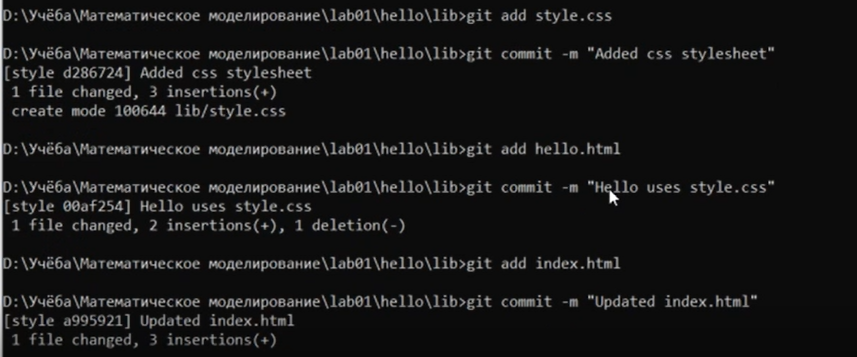 D:\Учёба\Математическое моделирование\lab01\hello\lib>git add style.css
D:\Учёба\Математическое моделирование\lab01\hello\lib>git commit -m "Added css stylesheet"
[style d286724] Added css stylesheet
1 file changed, 3 insertions(+)
create mode 100644 lib/style.css
D:\Учёба\Математическое моделирование\lab01\hello\lib>git add hello.html
D:\Учёба\Математическое моделирование\lab01\hello\lib>git commit -m "Hello uses style.css"
[style 00af254] Hello uses style.css
1 file changed, 2 insertions(+), 1 deletion(-)
D:\Учёба\Математическое моделирование\lab01\hello\lib>git add index.html
D:\Учёба\Математическое моделирование\lab01\hello\lib>git commit -m "Updated index.html"
[style a995921] Updated index.html
1 file changed, 3 insertions(+)